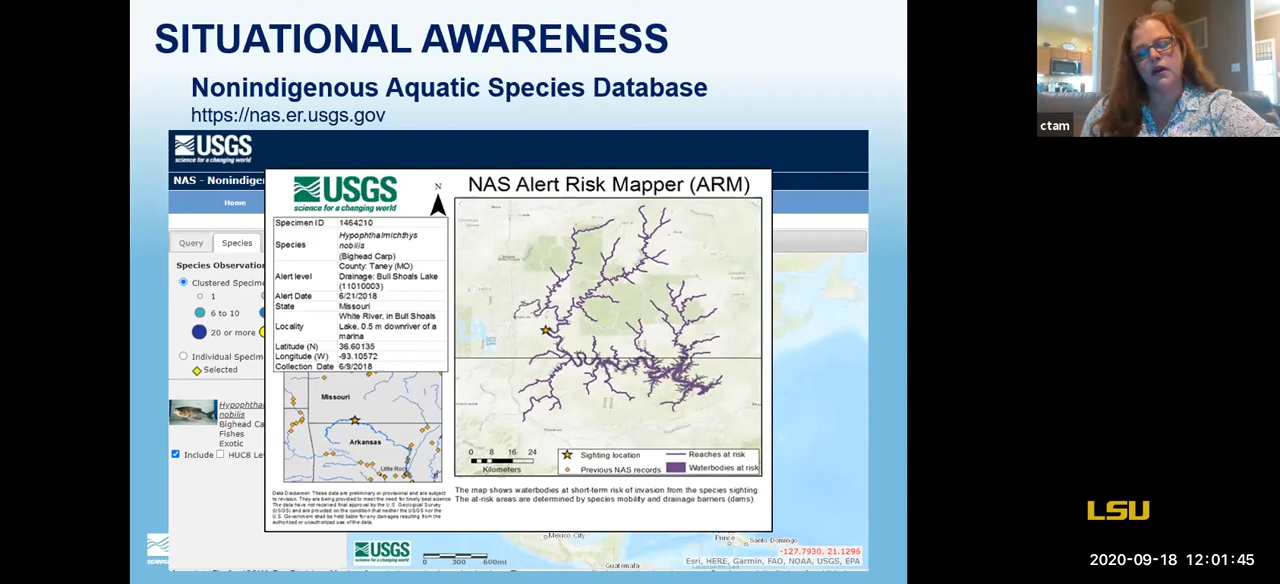 SITUATIONAL AWARENESS
Nonindigenous Aquatic Species Database
https://nas.er.usgs.gov
USGS
science for a changing world
NAS - Nonindige
Home
Query
Species
Species Observatio
Clustered Specime
1
6 to 10
20 or more
Individual Specim
Selected
Hypophthal
nobilis
Bighead Ca
Fishes
Exotic
Include
HUC8 Le
USGS
science for a changing world
N
NAS Alert Risk Mapper (ARM)
Specimen ID 1464210
Species Hypophthalmichthys nobilis
(Bighead Carp)
Alert level County: Taney (MO)
Drainage: Bull Shoals Lake
(11010003)
Alert Date 6/21/2018
State Missouri
Locality White River, in Bull Shoals
Lake, 0.5 m downriver of a
marina
Latitude (N) 36.60135
Longitude (W) -93.10572
Collection Date 6/9/2018
Missouri
Arkansas
Little Rock
0 8 16 24
Kilometers
Sighting location
Previous NAS records
Reaches at risk
Waterbodies at risk
Data Disclaimer: These data are preliminary or provisional and are subject
to revision. They are being provided to meet the need for timely best science.
The data have not received final approval by the U.S. Geological Survey
(USGS) and are provided on the condition that neither the USGS nor the
U.S. Government shall be held liable for any damages resulting from the
authorized or unauthorized use of the data.
The map shows waterbodies at short-term risk of invasion from the species sighting.
The at-risk areas are determined by species mobility and drainage barriers (dams).
USGS
0 300 600mi
Mexico City
Guatemala
Prince
Santo Domingo
-127.7930, 21.1296
Esri, HERE, Garmin, FAO, NOAA, USGS, EPA
ctam
LSU
2020-09-18 12:01:45